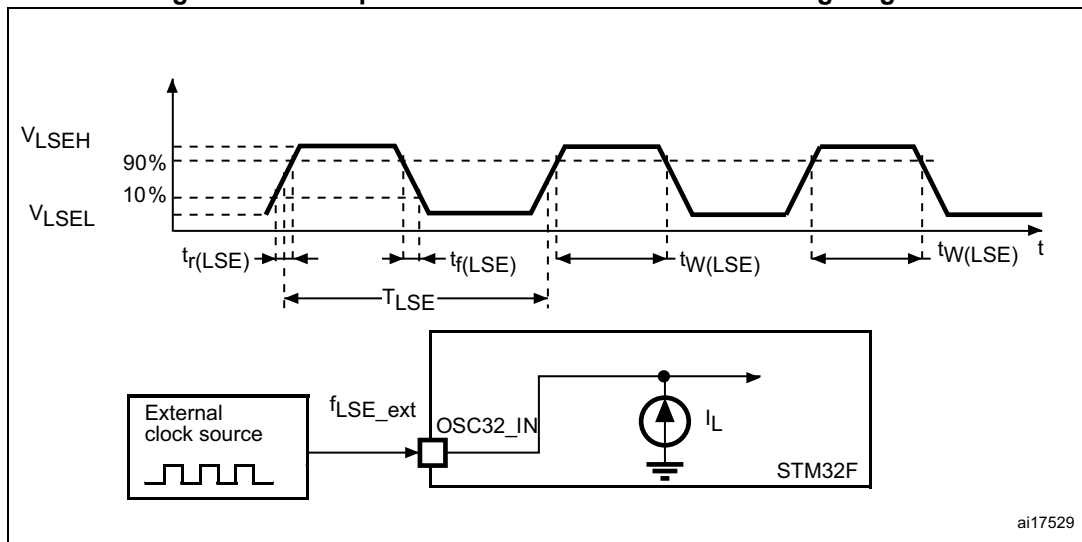 VLSEH
90%
10%
VLSEL
tr(LSE)
tf(LSE)
tW(LSE)
tW(LSE)
t
TLSE
External
clock source
fLSE_ext
OSC32_IN
IL
STM32F
ai17529